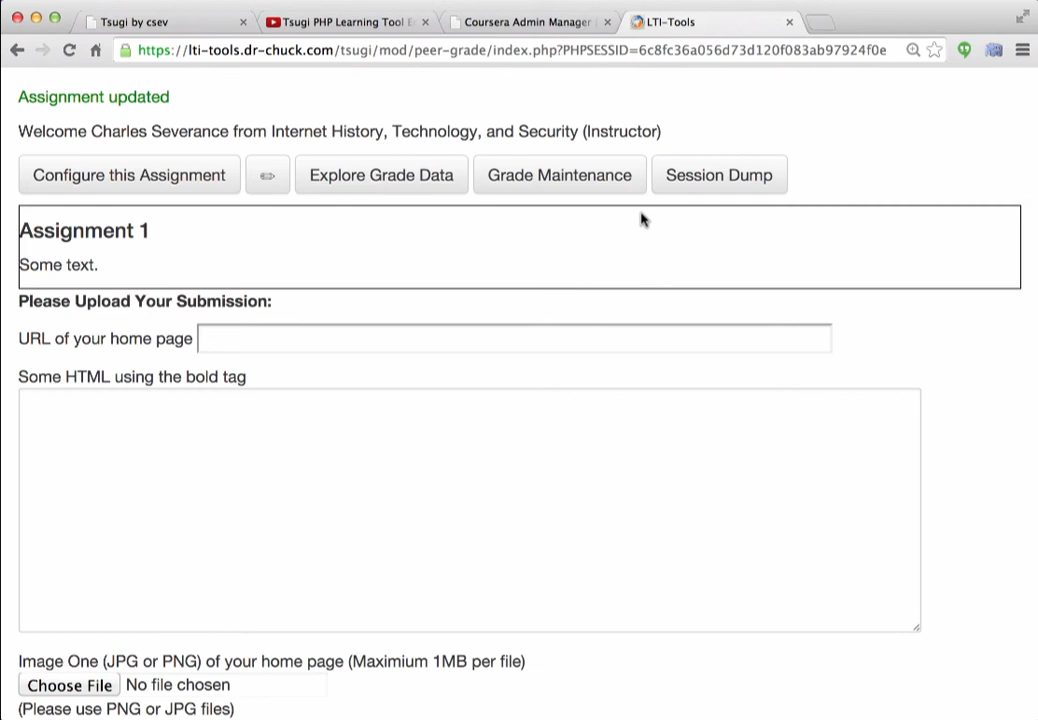 Tsugi by csev
Tsugi PHP Learning Tool E
Coursera Admin Manager
LTI-Tools
https://lti-tools.dr-chuck.com/tsugi/mod/peer-grade/index.php?PHPSESSID=6c8fc36a056d73d120f083ab97924f0e
Assignment updated
Welcome Charles Severance from Internet History, Technology, and Security (Instructor)
Configure this Assignment
Explore Grade Data
Grade Maintenance
Session Dump
Assignment 1
Some text.
Please Upload Your Submission:
URL of your home page
Some HTML using the bold tag
Image One (JPG or PNG) of your home page (Maximium 1MB per file)
Choose File No file chosen
(Please use PNG or JPG files)